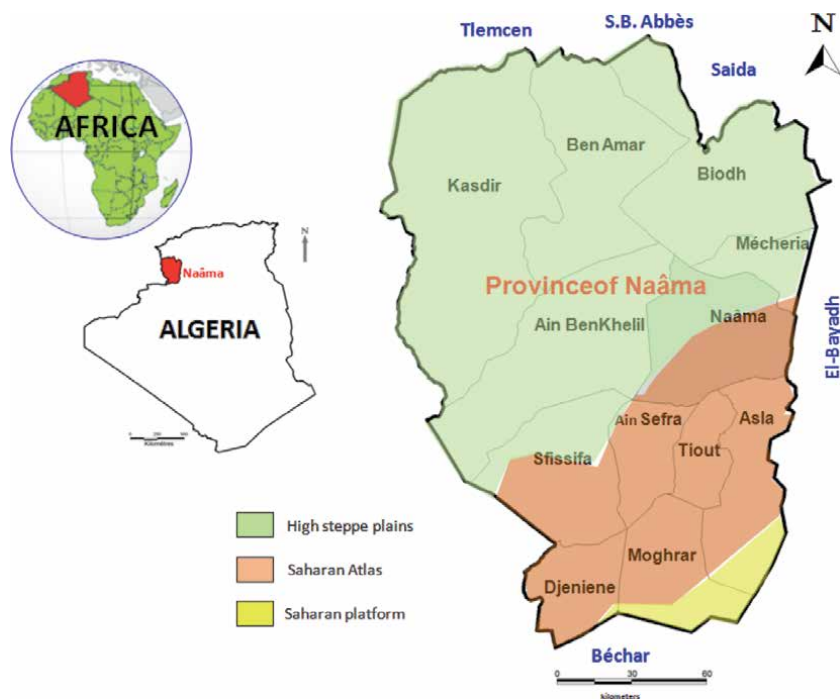 Tlemcen
S.B. Abbès
N
Saida
AFRICA
Ben Amar
Kasdir
Biodh
Mécheria
N
Naâma
Provinceof Naâma
Naâma
Ain BenKhelil
El-Bayadh
ALGERIA
Ain Sefra
Asla
Tiout
Sfissifa
High steppe plains
Saharan Atlas
Moghrar
Djeniene
Saharan platform
Béchar
0 30 60
kilometers